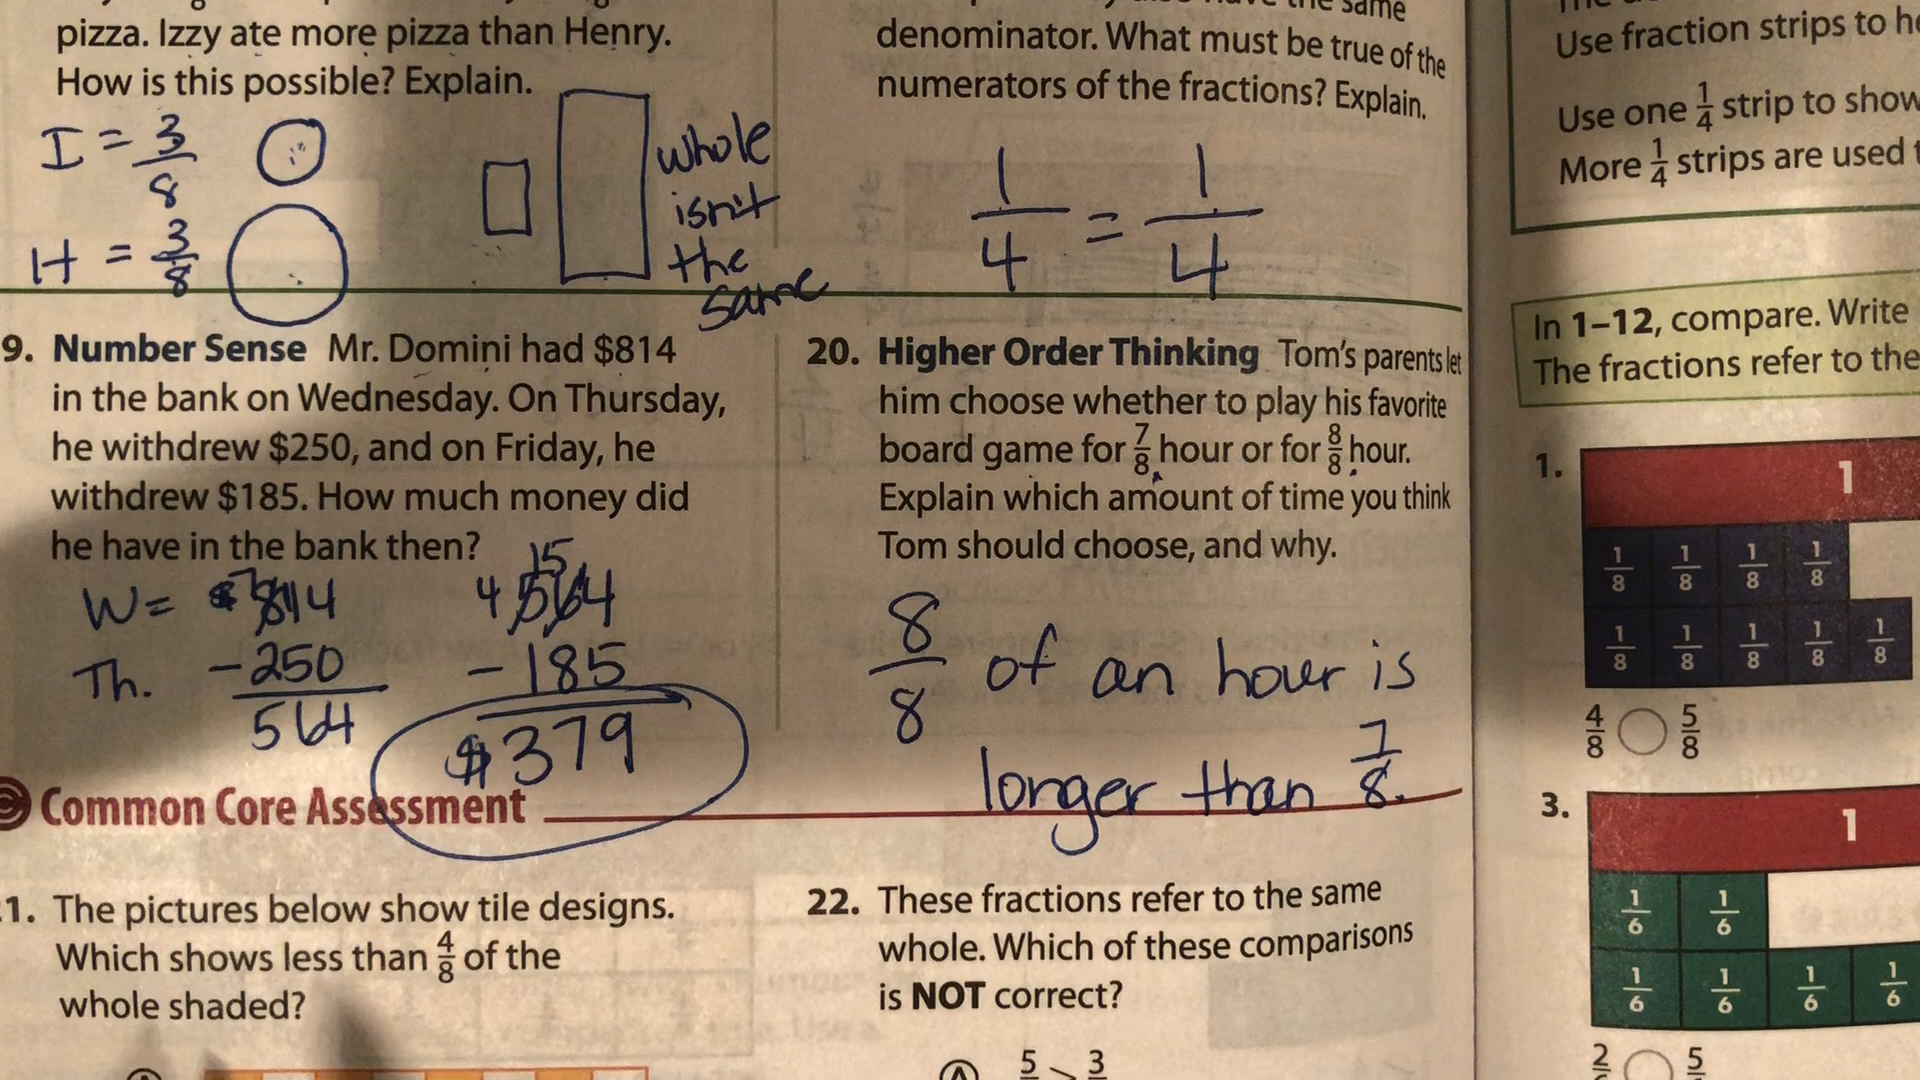 pizza. Izzy ate more pizza than Henry.
How is this possible? Explain.
I = 3/8
H = 3/8
whole
isn't
the
same
same
denominator. What must be true of the
numerators of the fractions? Explain.
1/4 = 1/4
9. Number Sense Mr. Domini had $814
in the bank on Wednesday. On Thursday,
he withdrew $250, and on Friday, he
withdrew $185. How much money did
he have in the bank then?
W = $814
7
Th. -250
564
15
4 564
-185
$379
20. Higher Order Thinking Tom's parents let
him choose whether to play his favorite
board game for 7/8 hour or for 8/8 hour.
Explain which amount of time you think
Tom should choose, and why.
8/8 of an hour is
longer than 7/8.
Common Core Assessment
1. The pictures below show tile designs.
Which shows less than 4/8 of the
whole shaded?
22. These fractions refer to the same
whole. Which of these comparisons
is NOT correct?
A 5 3
Use fraction strips to
Use one 1/4 strip to show
More 1/4 strips are used
In 1–12, compare. Write
The fractions refer to the
1.
1
1/8 1/8 1/8 1/8
1/8 1/8 1/8 1/8 1/8
4/8 5/8
3.
1
1/6 1/6
1/6 1/6 1/6 1/6
2 5